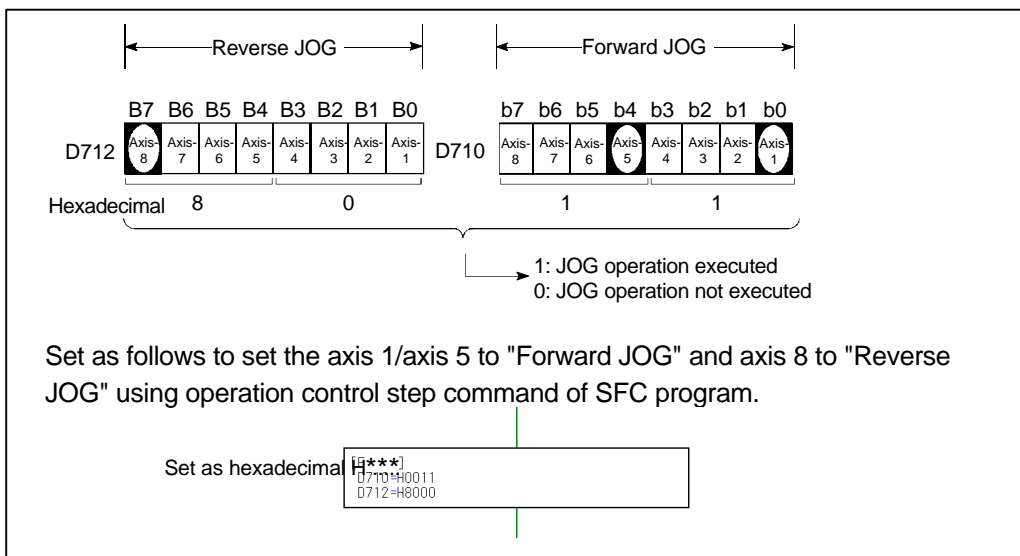 Reverse JOG Forward JOG
B7 B6 B5 B4 B3 B2 B1 B0 b7 b6 b5 b4 b3 b2 b1 b0
D712 Axis-8 Axis-7 Axis-6 Axis-5 Axis-4 Axis-3 Axis-2 Axis-1 D710 Axis-8 Axis-7 Axis-6 Axis-5 Axis-4 Axis-3 Axis-2 Axis-1
Hexadecimal 8 0 1 1
1: JOG operation executed
0: JOG operation not executed
Set as follows to set the axis 1/axis 5 to "Forward JOG" and axis 8 to "Reverse
JOG" using operation control step command of SFC program.
Set as hexadecimal H****.
D710=H0011
D712=H8000